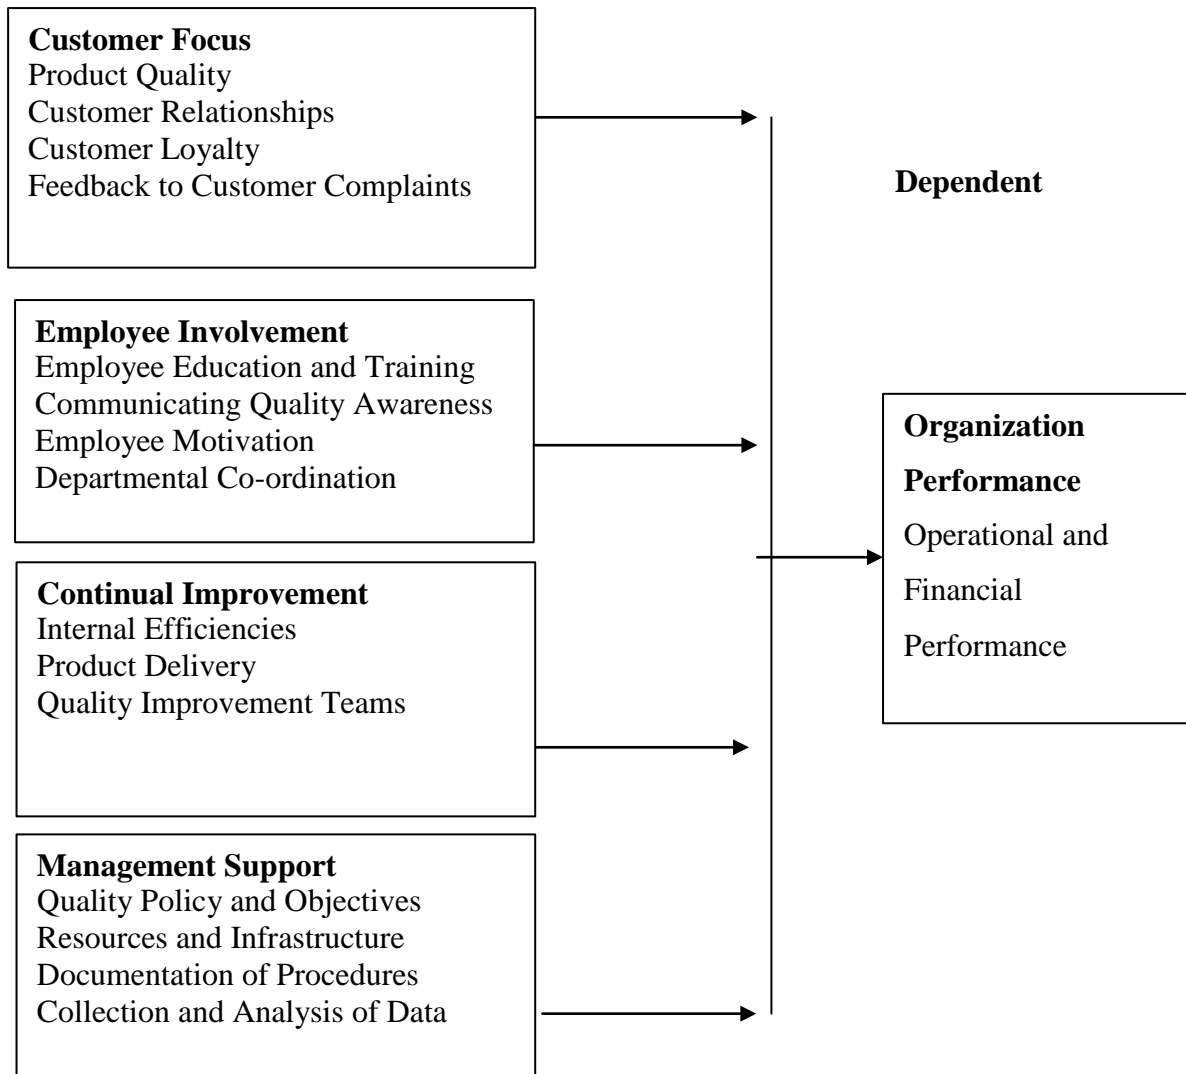 Customer Focus
Product Quality
Customer Relationships
Customer Loyalty
Feedback to Customer Complaints
Dependent
Employee Involvement
Employee Education and Training
Communicating Quality Awareness
Employee Motivation
Departmental Co-ordination
Organization
Performance
Operational and
Financial
Performance
Continual Improvement
Internal Efficiencies
Product Delivery
Quality Improvement Teams
Management Support
Quality Policy and Objectives
Resources and Infrastructure
Documentation of Procedures
Collection and Analysis of Data